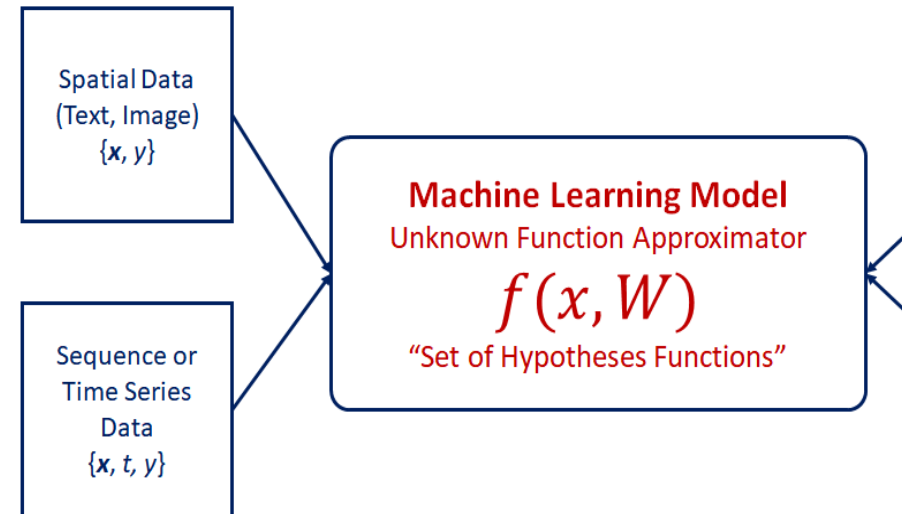 Spatial Data
(Text, Image)
{x, y}
Machine Learning Model
Unknown Function Approximator
f(x, W)
“Set of Hypotheses Functions”
Sequence or
Time Series
Data
{x, t, y}